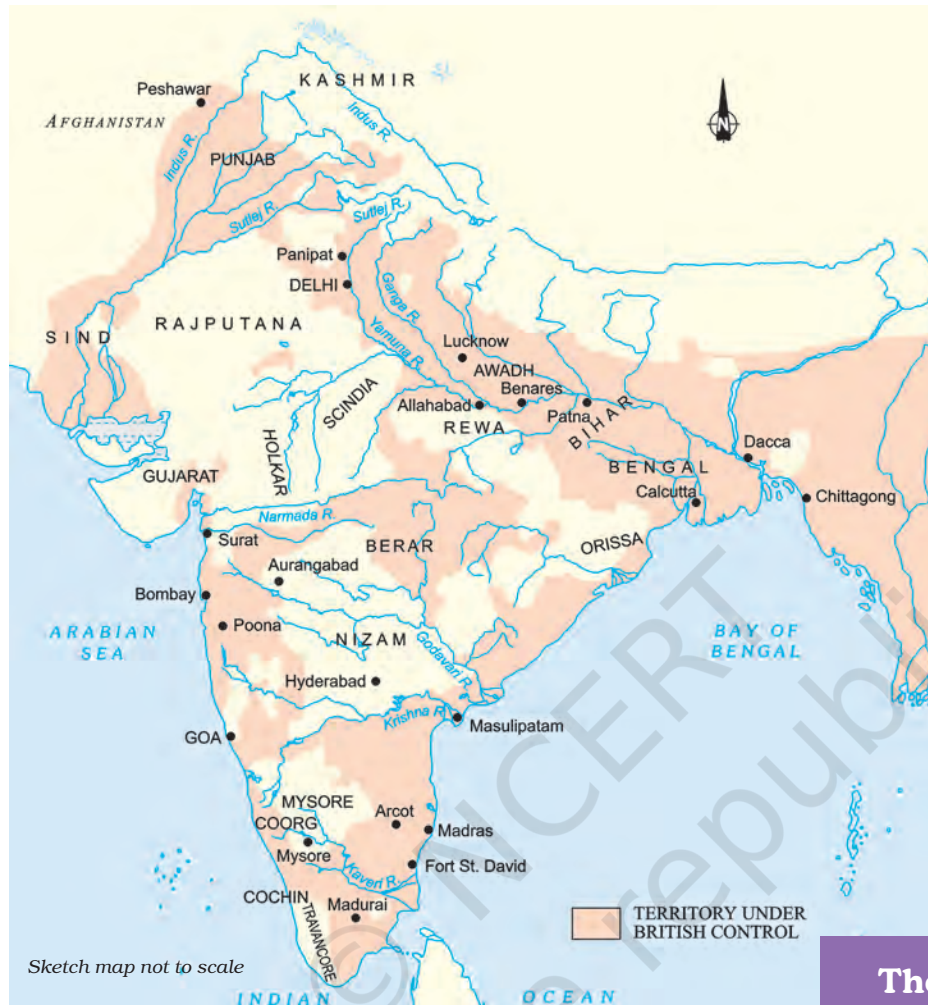 KASHMIR
Peshawar
AFGHANISTAN
Indus R.
Indus R.
N
PUNJAB
Sutlej R.
Sutlej R.
Panipat
DELHI
Ganga R.
Yamuna R.
RAJPUTANA
SIND
Lucknow
AWADH
Benares
Allahabad
Patna
REWA
BIHAR
SCINDIA
HOLKAR
Dacca
BENGAL
GUJARAT
Calcutta
Chittagong
Narmada R.
Surat
BERAR
ORISSA
Aurangabad
Bombay
Poona
ARABIAN
SEA
NIZAM
Godavari R.
BAY OF
BENGAL
Hyderabad
Krishna R.
Masulipatam
GOA
MYSORE
COORG
Arcot
Madras
Mysore
Kaveri R.
Fort St. David
COCHIN
TRAVANCORE
Madurai
TERRITORY UNDER
BRITISH CONTROL
Sketch map not to scale
INDIAN OCEAN
© NCERT
republi
The